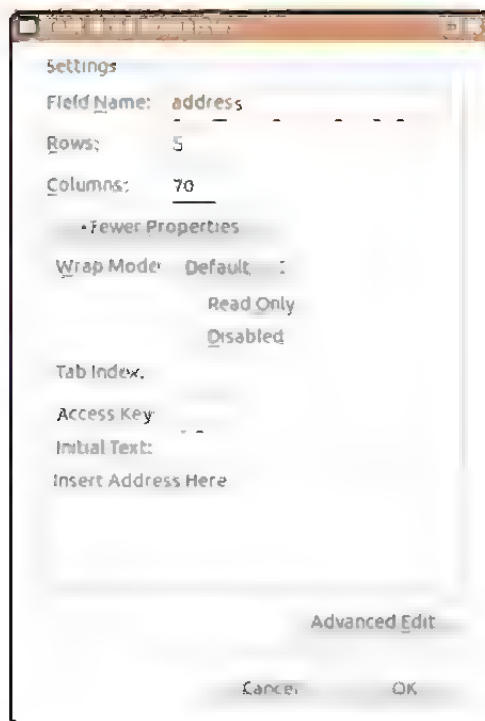 Settings
Field Name: address
Rows: 5
Columns: 70
Fewer Properties
Wrap Mode: Default
Read Only
Disabled
Tab Index:
Access Key:
Initial Text:
Insert Address Here
Advanced Edit
Cancel OK